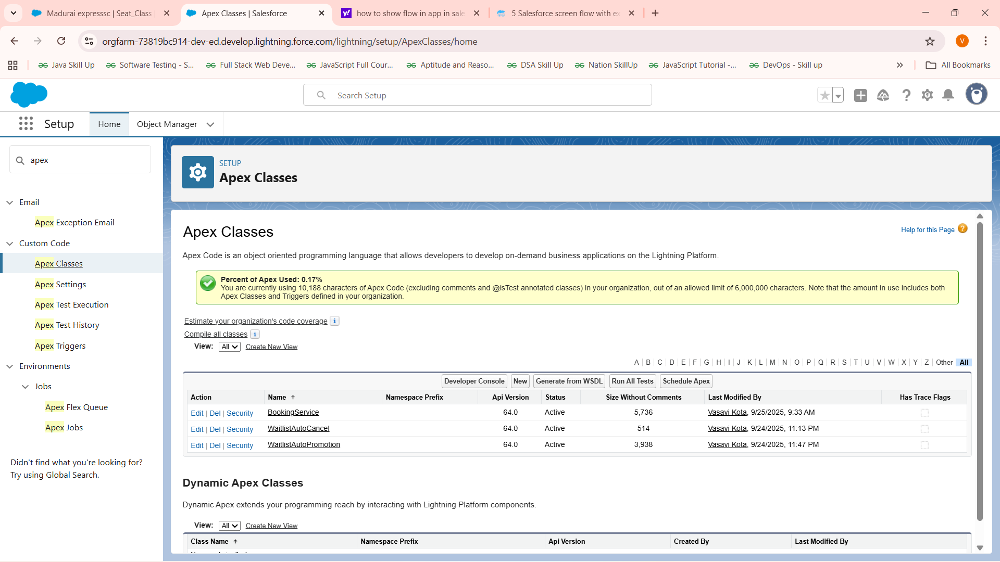 Madurai expresssc | Seat_Class |
Apex Classes | Salesforce
how to show flow in app in sale
5 Salesforce screen flow with ex
orgfarm-73819bc914-dev-ed.develop.lightning.force.com/lightning/setup/ApexClasses/home
V
Java Skill Up
Software Testing - S...
Full Stack Web Deve...
JavaScript Full Cour...
Aptitude and Reaso...
DSA Skill Up
Nation SkillUp
JavaScript Tutorial -...
DevOps - Skill up
All Bookmarks
Search Setup
Setup
Home
Object Manager
apex
Email
Apex Exception Email
Custom Code
Apex Classes
Apex Settings
Apex Test Execution
Apex Test History
Apex Triggers
Environments
Jobs
Apex Flex Queue
Apex Jobs
Didn't find what you're looking for?
Try using Global Search.
SETUP
Apex Classes
Apex Classes
Help for this Page ?
Apex Code is an object oriented programming language that allows developers to develop on-demand business applications on the Lightning Platform.
Percent of Apex Used: 0.17%
You are currently using 10,188 characters of Apex Code (excluding comments and @isTest annotated classes) in your organization, out of an allowed limit of 6,000,000 characters. Note that the amount in use includes both
Apex Classes and Triggers defined in your organization.
Estimate your organization's code coverage i
Compile all classes i
View: All Create New View
A | B | C | D | E | F | G | H | I | J | K | L | M | N | O | P | Q | R | S | T | U | V | W | X | Y | Z | Other | All
Developer Console New Generate from WSDL Run All Tests Schedule Apex
Action Name ↑ Namespace Prefix Api Version Status Size Without Comments Last Modified By Has Trace Flags
Edit | Del | Security BookingService 64.0 Active 5,736 Vasavi Kota, 9/25/2025, 9:33 AM
Edit | Del | Security WaitlistAutoCancel 64.0 Active 514 Vasavi Kota, 9/24/2025, 11:13 PM
Edit | Del | Security WaitlistAutoPromotion 64.0 Active 3,938 Vasavi Kota, 9/24/2025, 11:47 PM
Dynamic Apex Classes
Dynamic Apex extends your programming reach by interacting with Lightning Platform components.
View: All Create New View
Class Name ↑ Namespace Prefix Api Version Created By Last Modified By